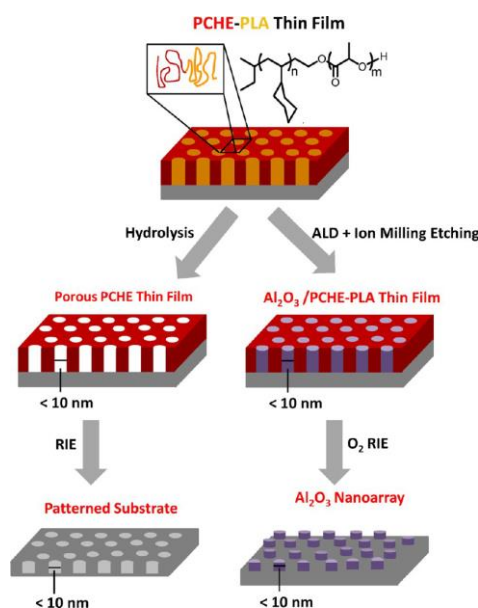 PCHE-PLA Thin Film
n
O
O
O
H
m
Hydrolysis
ALD + Ion Milling Etching
Porous PCHE Thin Film
Al₂O₃ /PCHE-PLA Thin Film
< 10 nm
< 10 nm
RIE
O₂ RIE
Patterned Substrate
Al₂O₃ Nanoarray
< 10 nm
< 10 nm